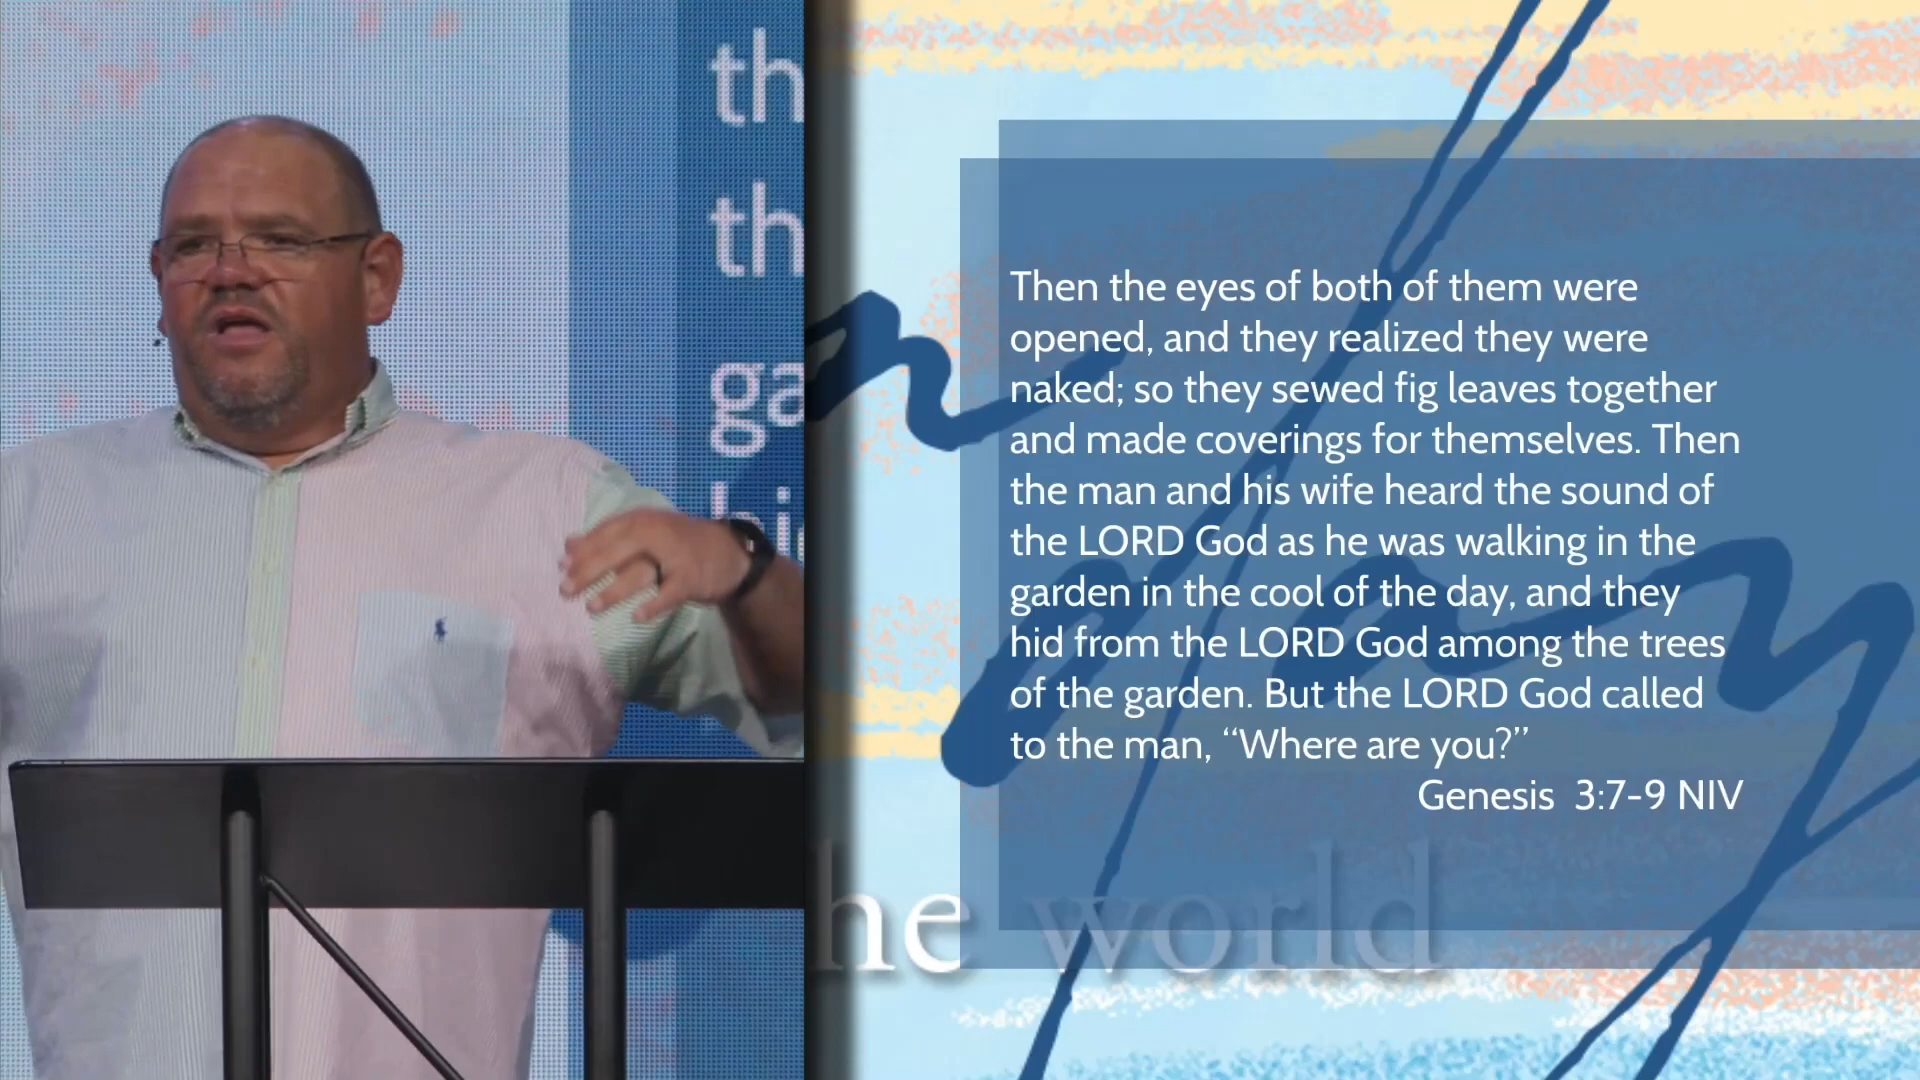 th
th
ga
hi
Then the eyes of both of them were
opened, and they realized they were
naked; so they sewed fig leaves together
and made coverings for themselves. Then
the man and his wife heard the sound of
the LORD God as he was walking in the
garden in the cool of the day, and they
hid from the LORD God among the trees
of the garden. But the LORD God called
to the man, “Where are you?”
Genesis 3:7-9 NIV
he world